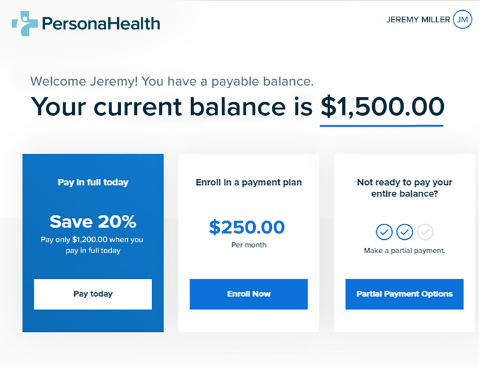 PersonaHealth
JEREMY MILLER JM
Welcome Jeremy! You have a payable balance.
Your current balance is $1,500.00
Pay in full today
Save 20%
Pay only $1,200.00 when you
pay in full today
Pay today
Enroll in a payment plan
$250.00
Per month
Enroll Now
Not ready to pay your
entire balance?
Make a partial payment.
Partial Payment Options